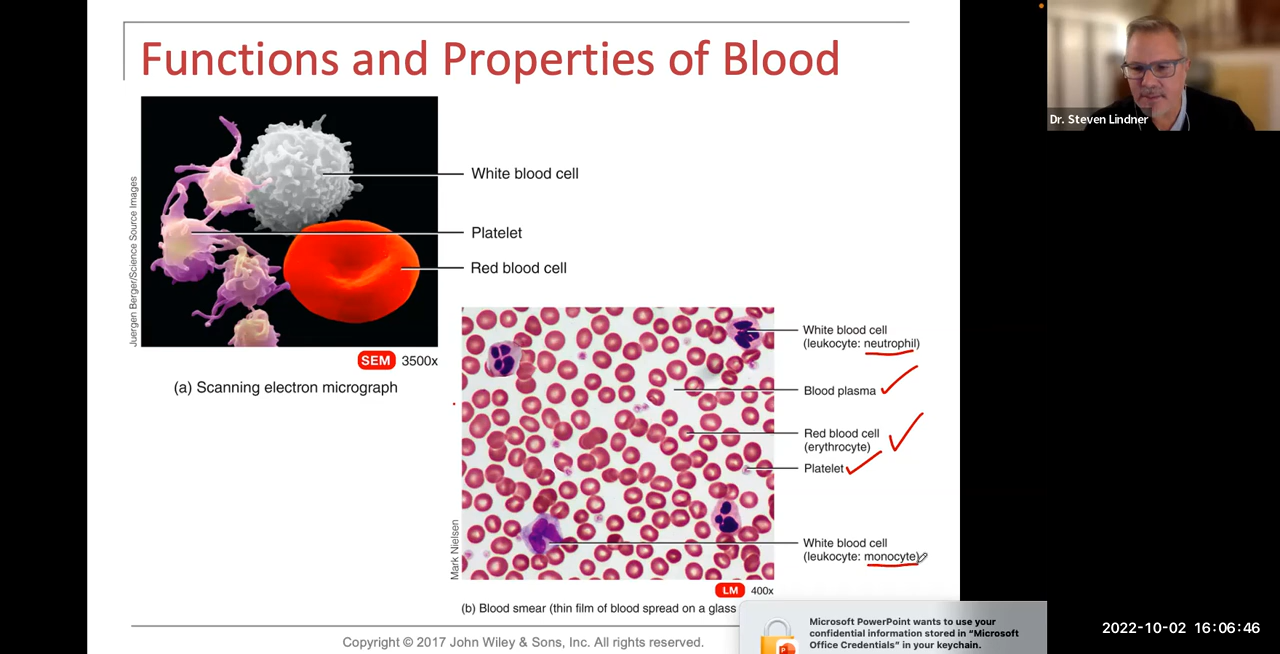 Functions and Properties of Blood
Juergen Berger/Science Source Images
White blood cell
Platelet
Red blood cell
SEM 3500x
(a) Scanning electron micrograph
Mark Nielsen
White blood cell
(leukocyte: neutrophil)
Blood plasma
Red blood cell
(erythrocyte)
Platelet
White blood cell
(leukocyte: monocyte)
LM 400x
(b) Blood smear (thin film of blood spread on a glass
Copyright © 2017 John Wiley & Sons, Inc. All rights reserved.
Microsoft PowerPoint wants to use your
confidential information stored in “Microsoft
Office Credentials” in your keychain.
Dr. Steven Lindner
2022-10-02 16:06:46